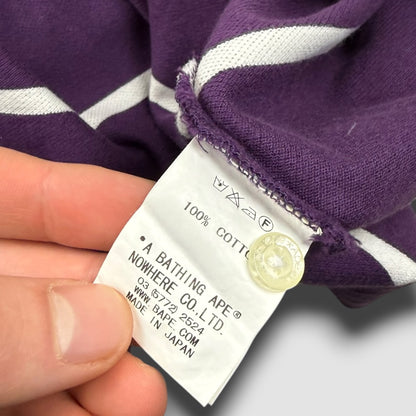 Ⓕ
100% COTTON
•A BATHING APE®
NOWHERE CO.,LTD.
03 (5772) 2524
WWW.BAPE.COM
MADE IN JAPAN